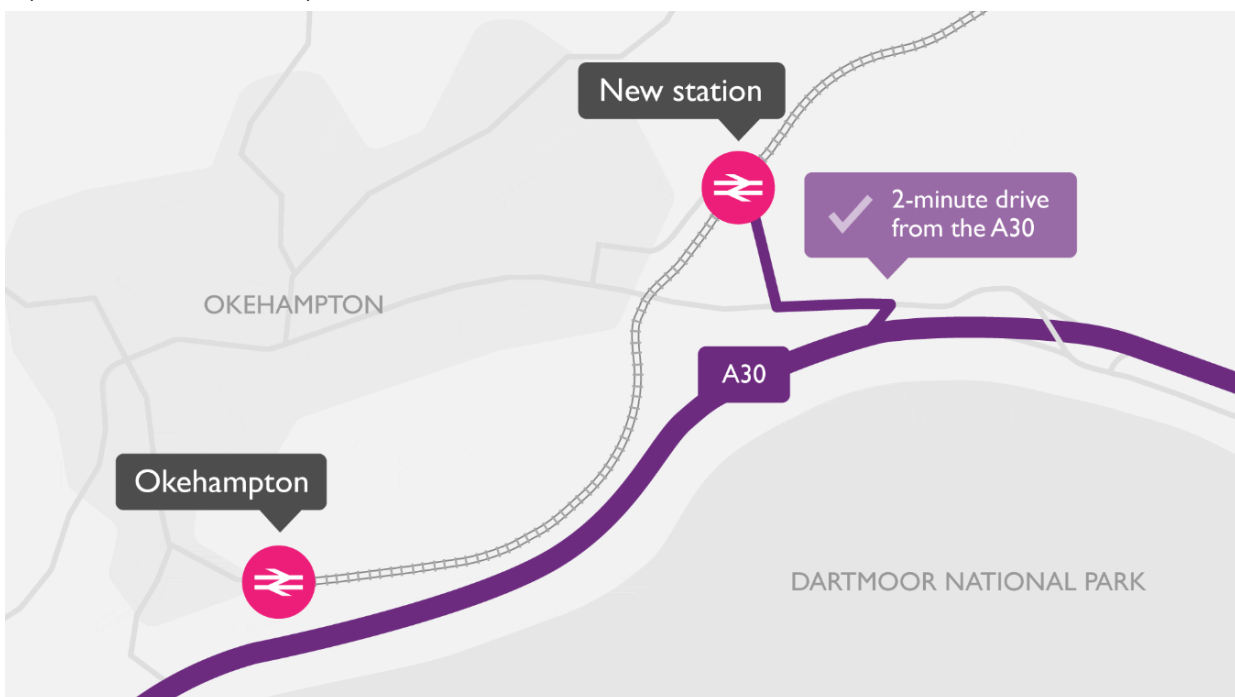 New station
2-minute drive
from the A30
OKEHAMPTON
A30
Okehampton
DARTMOOR NATIONAL PARK